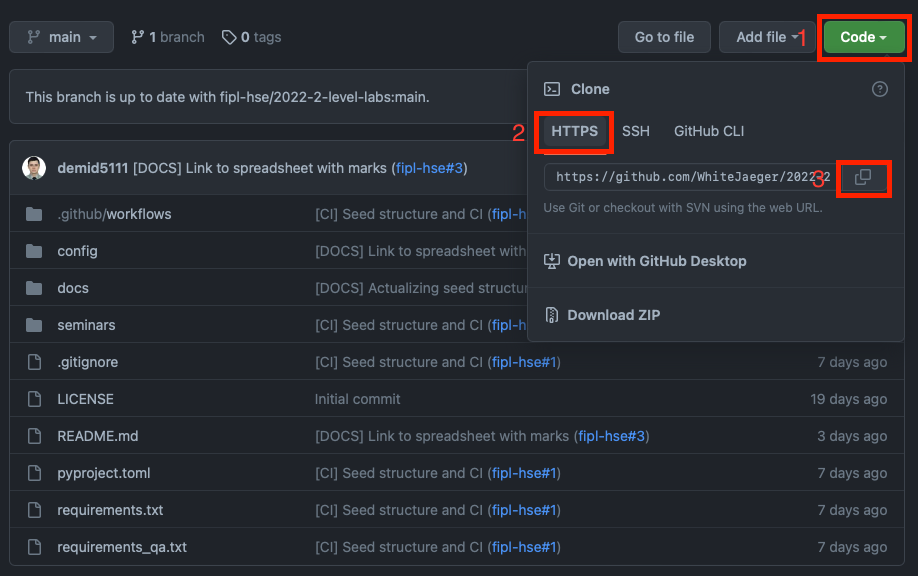 main 1 branch 0 tags Go to file Add file 1 Code
This branch is up to date with fipl-hse/2022-2-level-labs:main.
Clone
2 HTTPS SSH GitHub CLI
https://github.com/WhiteJaeger/2022-2 3
Use Git or checkout with SVN using the web URL.
Open with GitHub Desktop
Download ZIP
demid5111 [DOCS] Link to spreadsheet with marks (fipl-hse#3)
.github/workflows [CI] Seed structure and CI (fipl-h
config [DOCS] Link to spreadsheet with
docs [DOCS] Actualizing seed structur
seminars [CI] Seed structure and CI (fipl-h
.gitignore [CI] Seed structure and CI (fipl-hse#1) 7 days ago
LICENSE Initial commit 19 days ago
README.md [DOCS] Link to spreadsheet with marks (fipl-hse#3) 3 days ago
pyproject.toml [CI] Seed structure and CI (fipl-hse#1) 7 days ago
requirements.txt [CI] Seed structure and CI (fipl-hse#1) 7 days ago
requirements_qa.txt [CI] Seed structure and CI (fipl-hse#1) 7 days ago